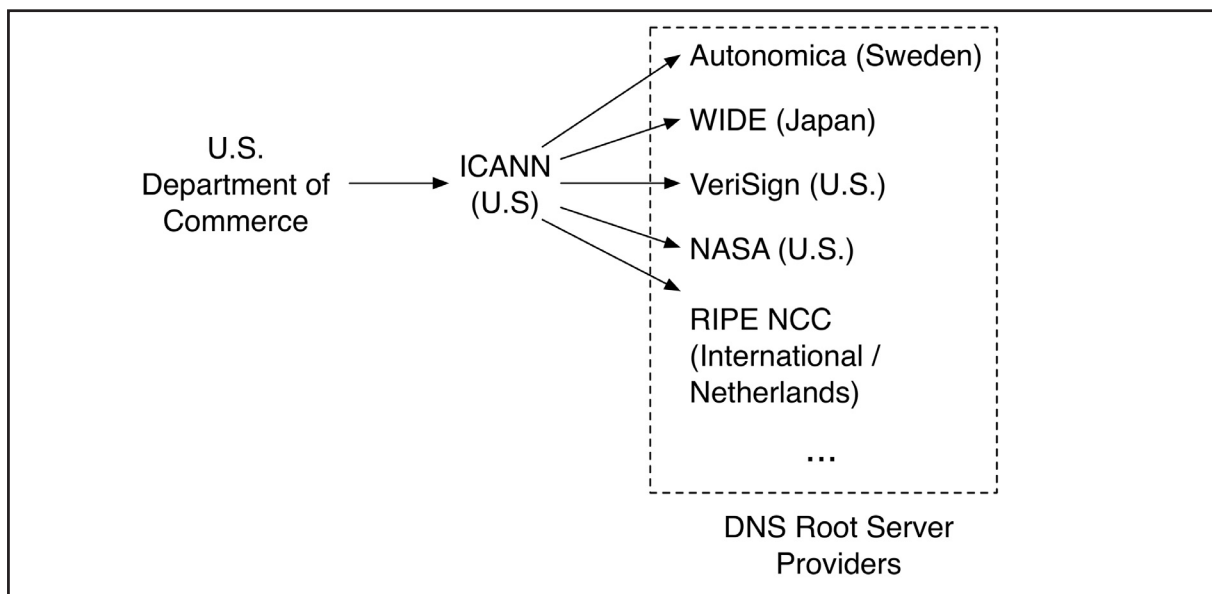 U.S.
Department of
Commerce
ICANN
(U.S)
Autonomica (Sweden)
WIDE (Japan)
VeriSign (U.S.)
NASA (U.S.)
RIPE NCC
(International /
Netherlands)
...
DNS Root Server
Providers